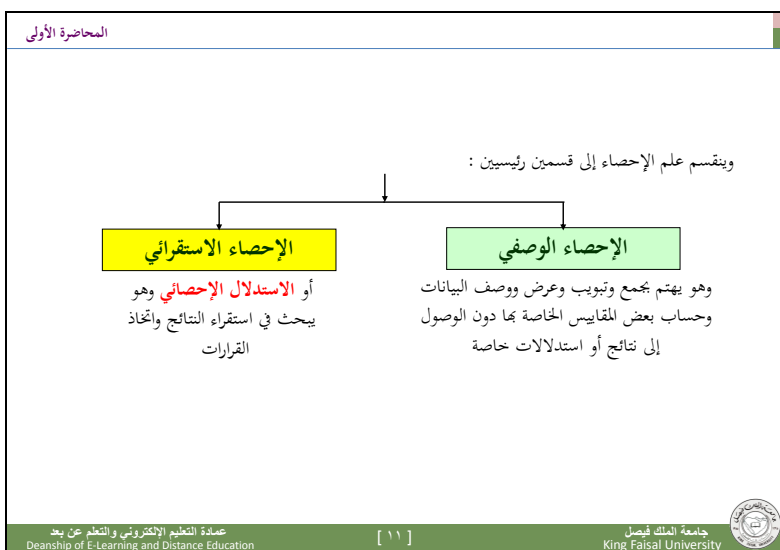 المحاضرة الأولى
وينقسم علم الإحصاء إلى قسمين رئيسيين :
الإحصاء الوصفي
وهو يهتم بجمع وتبويب وعرض ووصف البيانات
وحساب بعض المقاييس الخاصة بها دون الوصول
إلى نتائج أو استدلالات خاصة
الإحصاء الاستقرائي
أو الاستدلال الإحصائي وهو
يبحث في استقراء النتائج واتخاذ
القرارات
جامعة الملك فيصل
King Faisal University
[ ١١ ]
عمادة التعليم الإلكتروني والتعلم عن بعد
Deanship of E-Learning and Distance Education